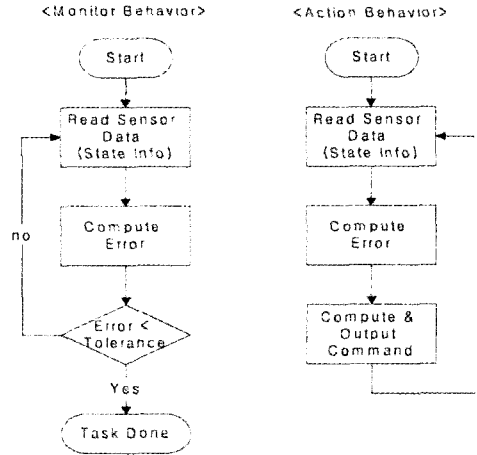 <Monitor Behavior>
Start
Read Sensor
Data
(State Info)
Compute
Error
no
Error <
Tolerance
Yes
Task Done
<Action Behavior>
Start
Read Sensor
Data
(State Info)
Compute
Error
Compute &
Output
Command